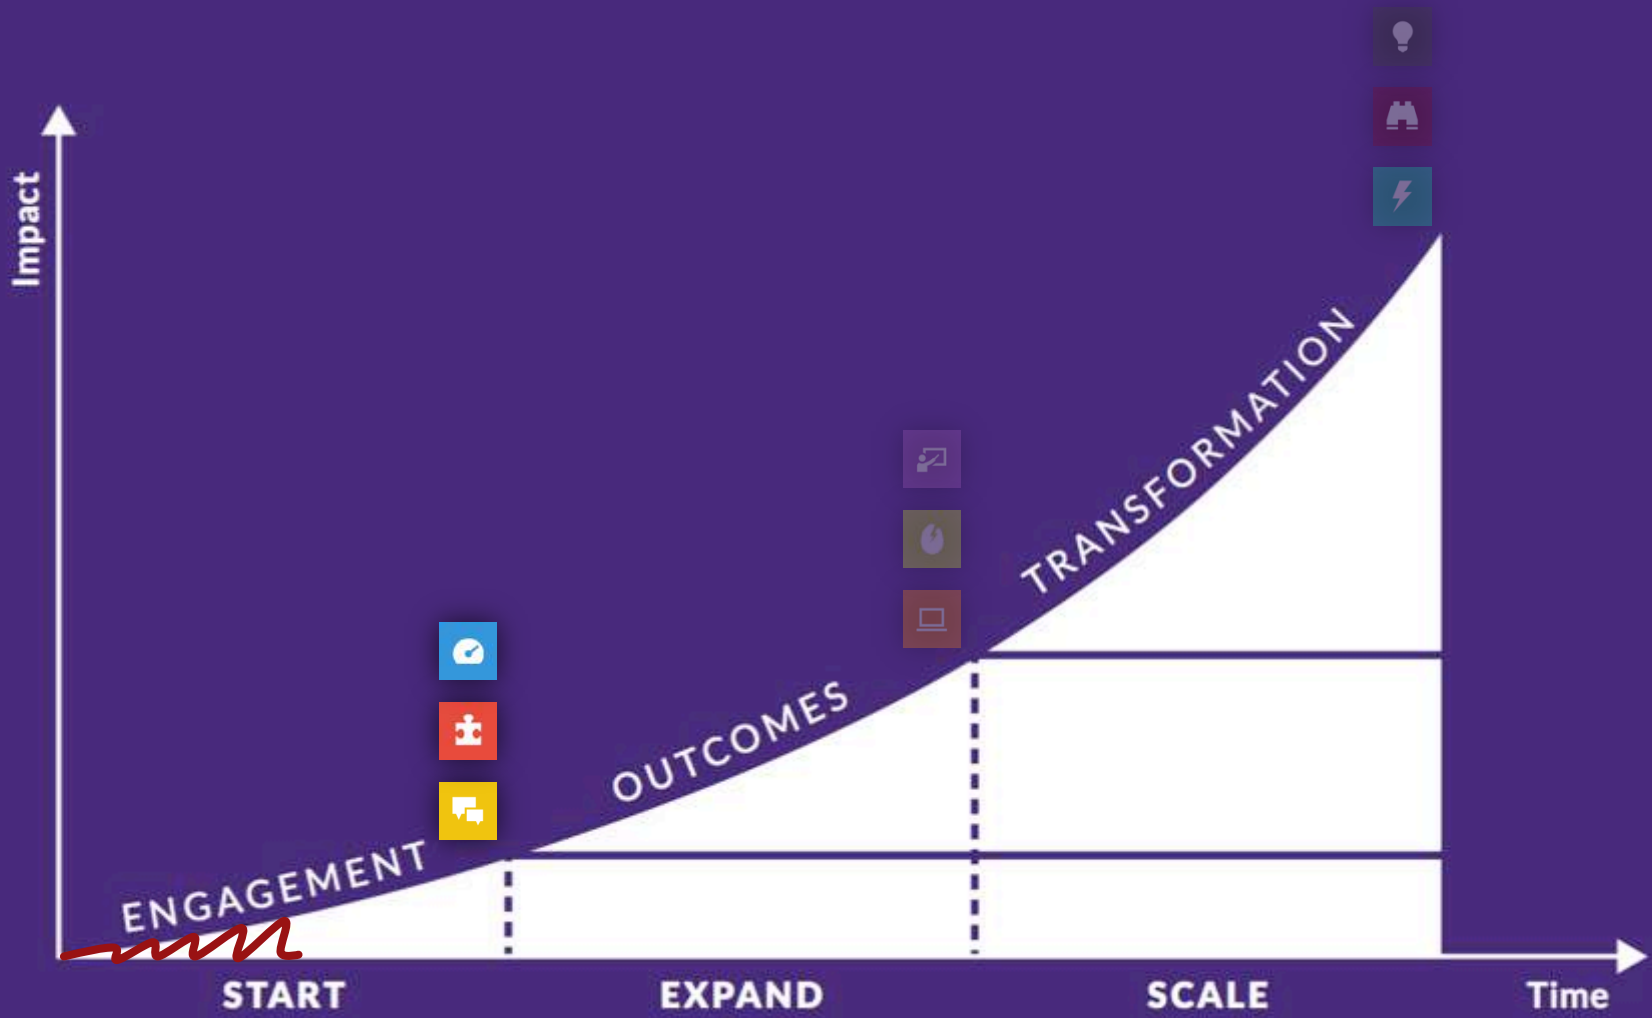 Impact
TRANSFORMATION
OUTCOMES
ENGAGEMENT
START
EXPAND
SCALE
Time